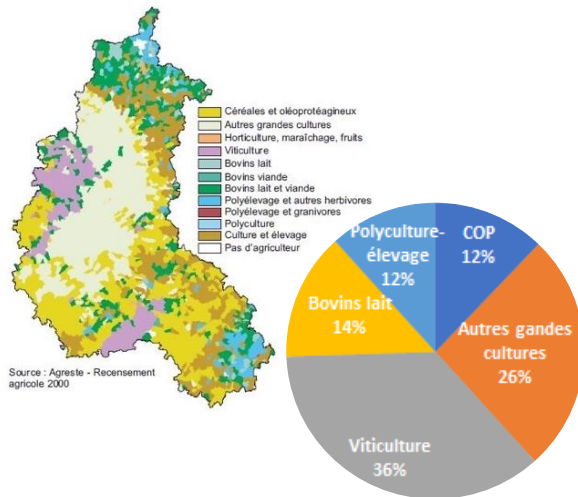 Céréales et oléoprotéagineux
Autres grandes cultures
Horticulture, maraîchage, fruits
Viticulture
Bovins lait
Bovins viande
Bovins lait et viande
Polyélevage et autres herbivores
Polyélevage et granivores
Polyculture
Culture et élevage
Pas d'agriculteur
Source : Agreste - Recensement
agricole 2000
Polyculture-
élevage
12%
COP
12%
Bovins lait
14%
Autres gandes
cultures
26%
Viticulture
36%